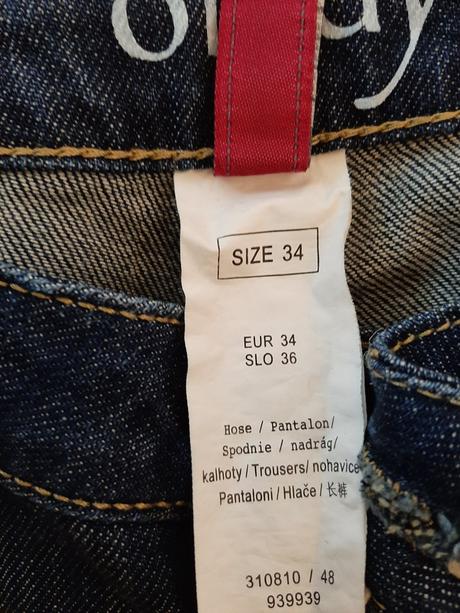 SIZE 34
EUR 34
SLO 36
Hose / Pantalon/
Spodnie / nadrág/
kalhoty / Trousers/ nohavice
Pantaloni / Hlače / 长裤
310810 / 48
939939